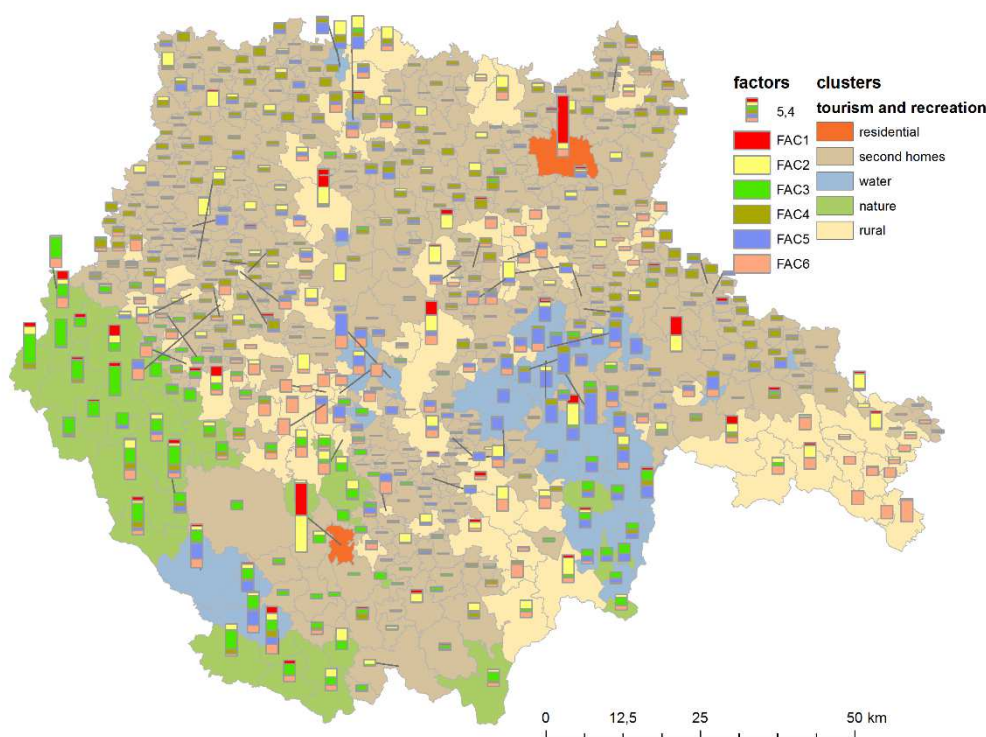 factors
5,4
FAC1
FAC2
FAC3
FAC4
FAC5
FAC6
clusters
tourism and recreation
residential
second homes
water
nature
rural
0 12,5 25 50 km